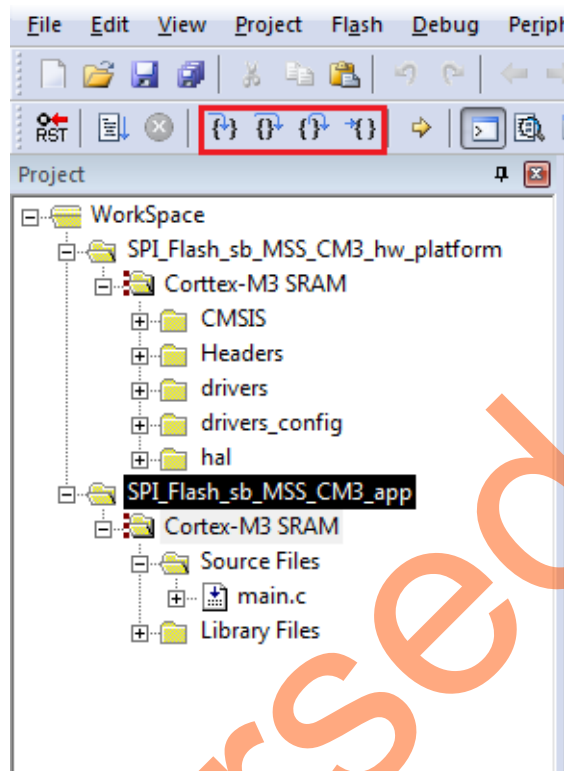 File Edit View Project Flash Debug
RST {} {} {} {}
Project
WorkSpace
SPI_Flash_sb_MSS_CM3_hw_platform
Corttex-M3 SRAM
CMSIS
Headers
drivers
drivers_config
hal
SPI_Flash_sb_MSS_CM3_app
Cortex-M3 SRAM
Source Files
main.c
Library Files